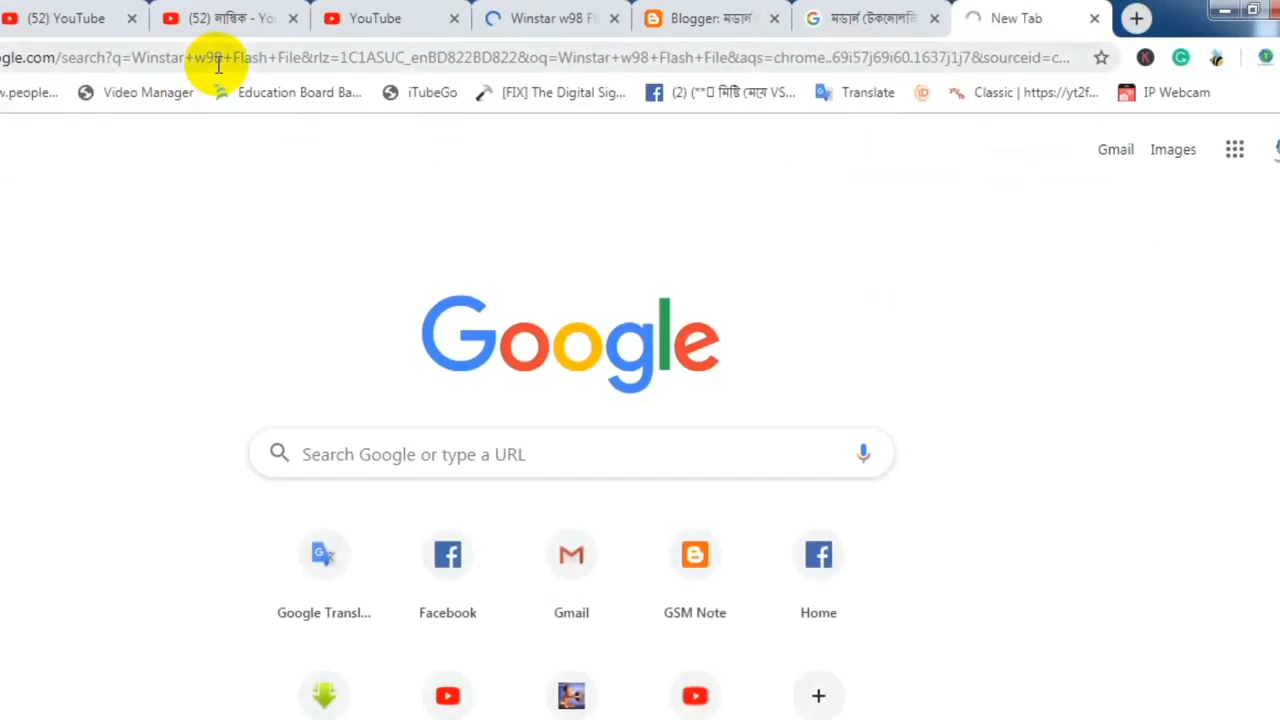 (52) YouTube
(52) লাস্তিক - Yo
YouTube
Winstar w98 Fl
Blogger: মডার্ন
মডার্ন টেকনোলজি
New Tab
gle.com/search?q=Winstar+w98+Flash+File&rlz=1C1ASUC_enBD822BD822&oq=Winstar+w98+Flash+File&aqs=chrome..69i57j69i60.1637j1j7&sourceid=c...
w.people...
Video Manager
Education Board Ba...
iTubeGo
[FIX] The Digital Sig...
(2) (** মিষ্টি মেয়ে VS...
Translate
Classic | https://yt2f...
IP Webcam
Gmail
Images
Google
Search Google or type a URL
Google Transl...
Facebook
Gmail
GSM Note
Home